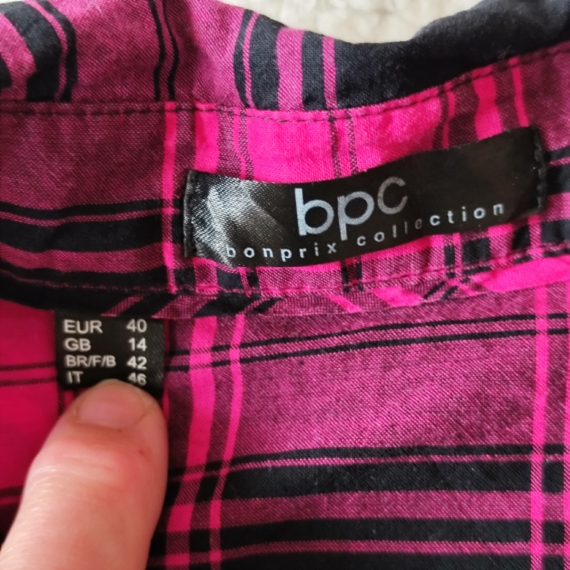 bpc
bonprix collection
EUR 40
GB 14
BR/F/B 42
IT 46